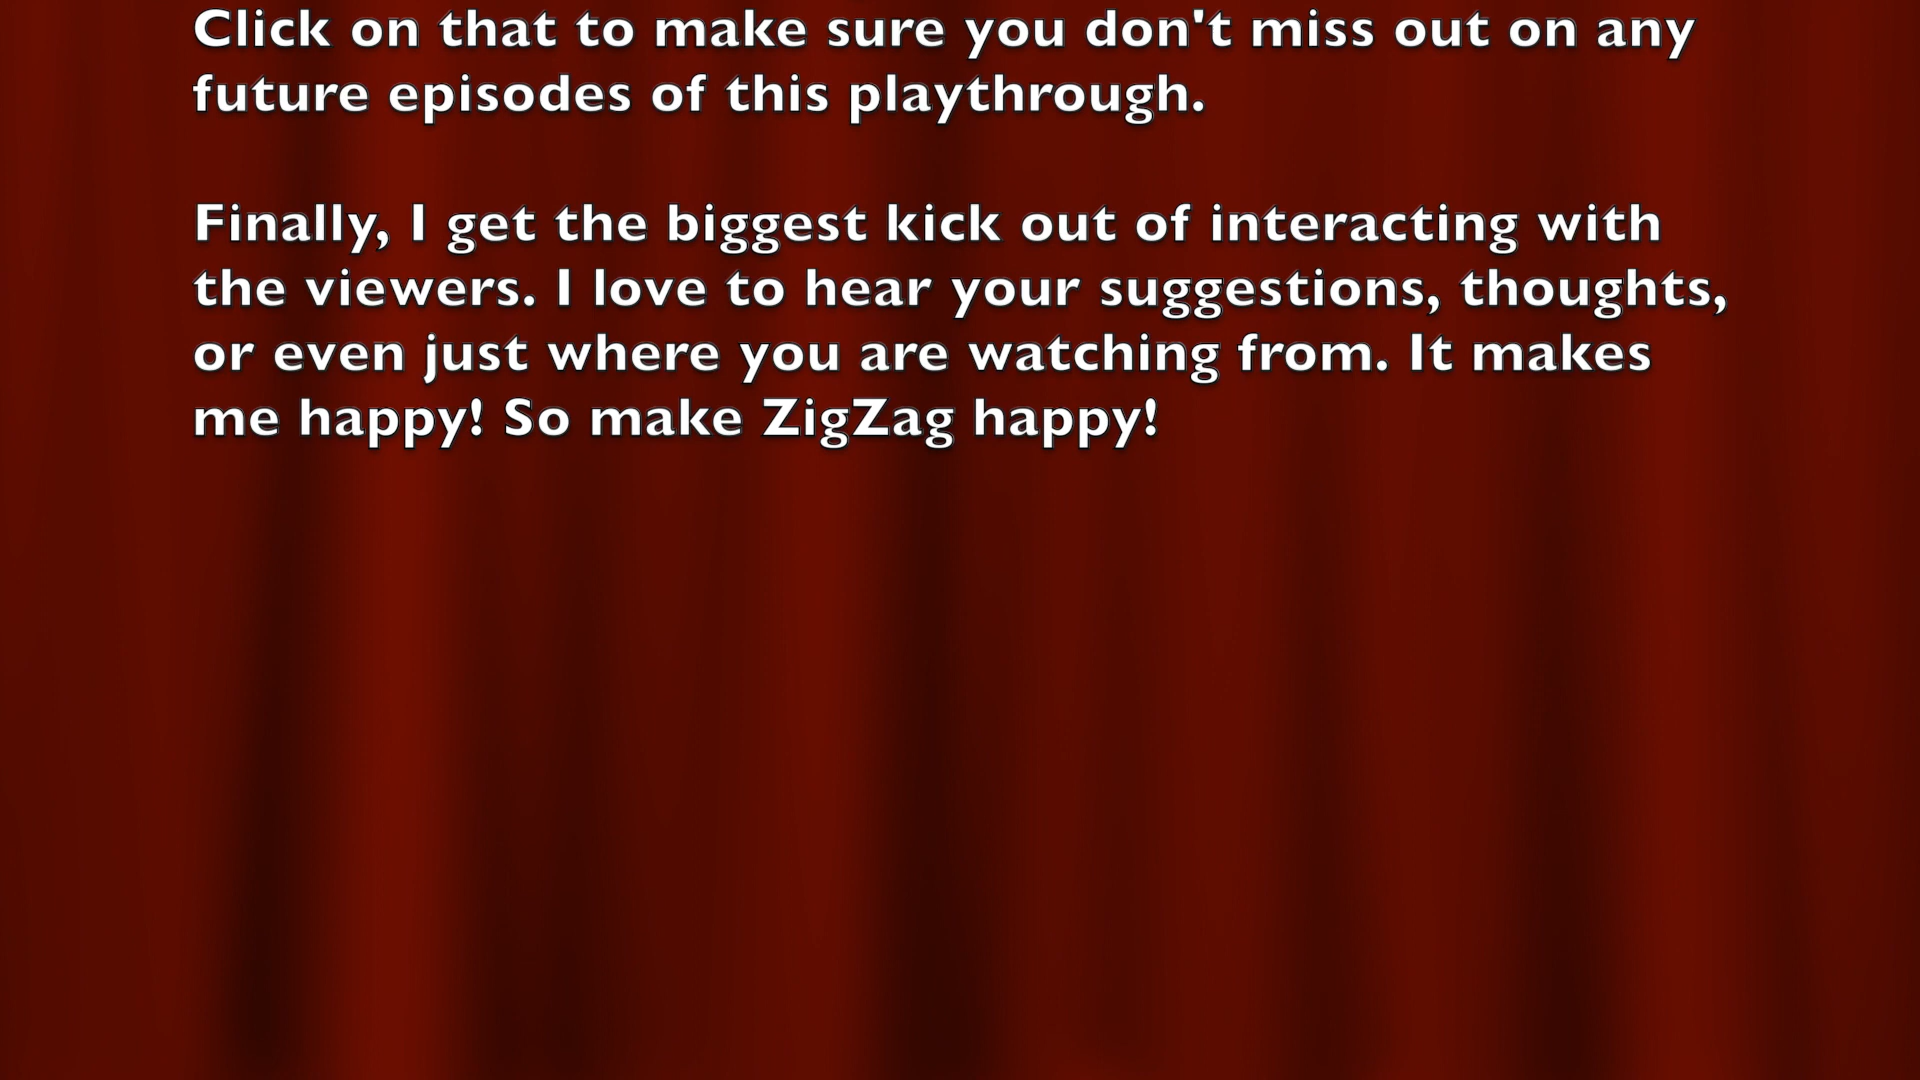 Click on that to make sure you don't miss out on any
future episodes of this playthrough.
Finally, I get the biggest kick out of interacting with
the viewers. I love to hear your suggestions, thoughts,
or even just where you are watching from. It makes
me happy! So make ZigZag happy!